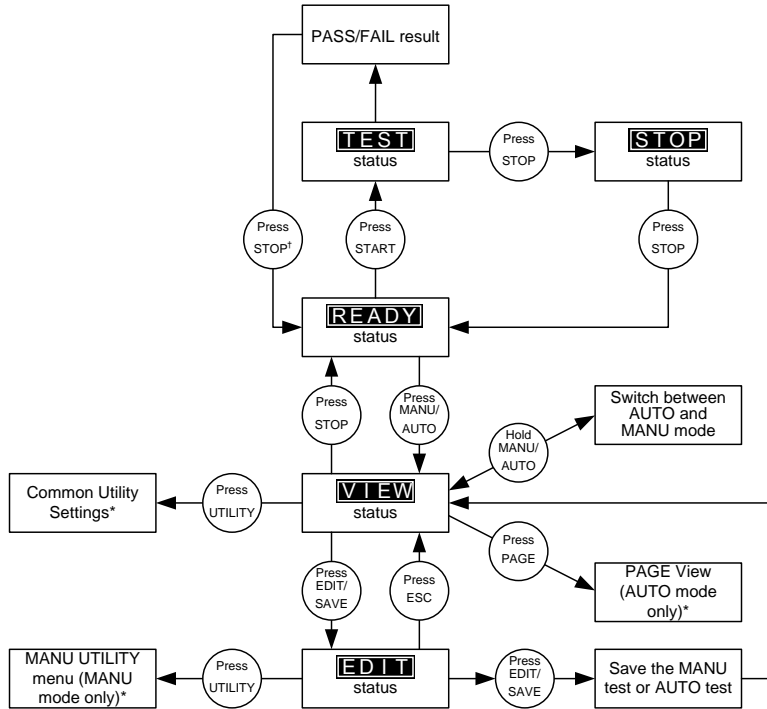 PASS/FAIL result
TEST
status
Press
STOP
STOP
status
Press
STOP†
Press
START
Press
STOP
READY
status
Press
STOP
Press
MANU/
AUTO
Hold
MANU/
AUTO
Switch between
AUTO and
MANU mode
Common Utility
Settings*
Press
UTILITY
VIEW
status
Press
PAGE
PAGE View
(AUTO mode
only)*
Press
EDIT/
SAVE
Press
ESC
MANU UTILITY
menu (MANU
mode only)*
Press
UTILITY
EDIT
status
Press
EDIT/
SAVE
Save the MANU
test or AUTO test